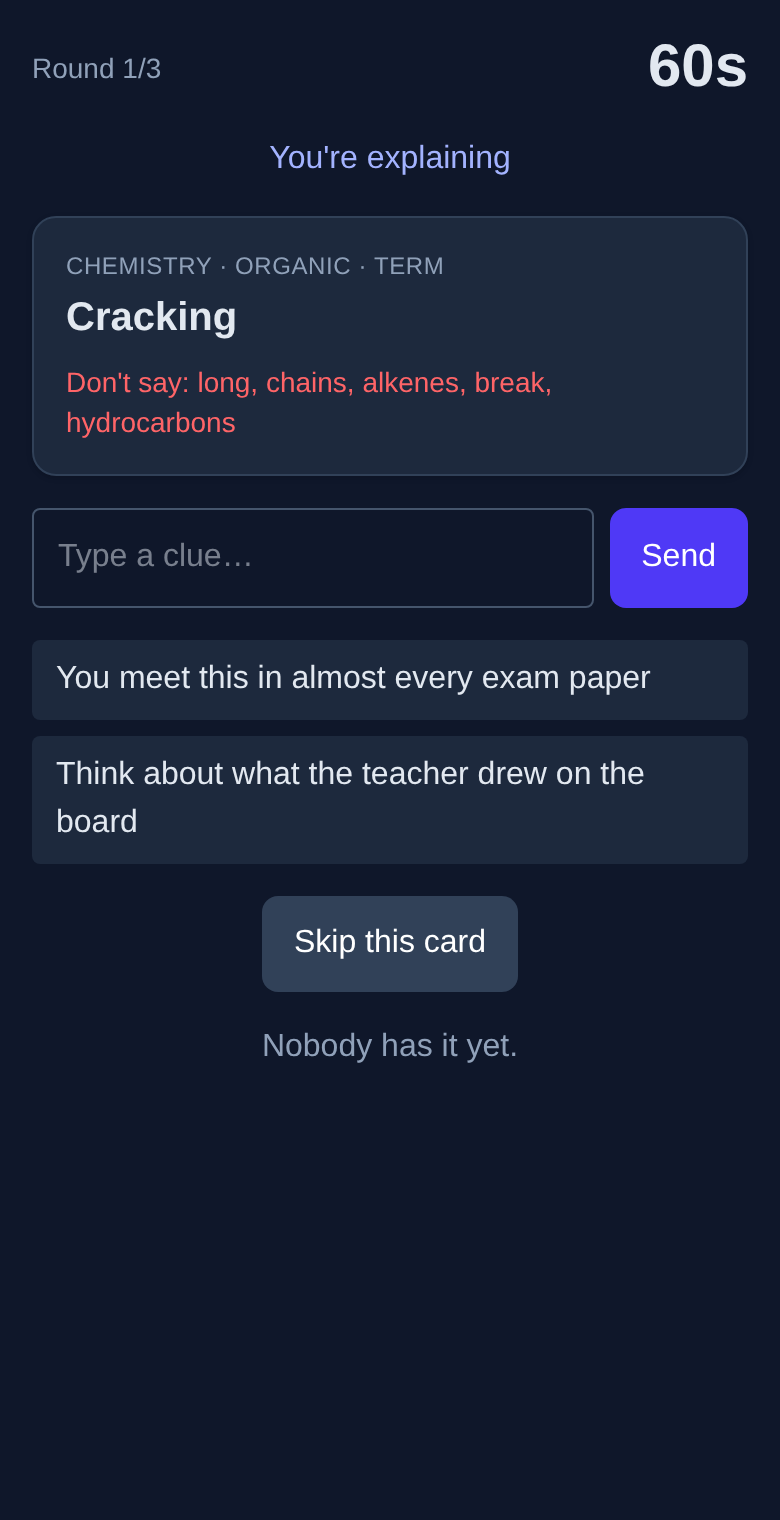 Round 1/3
60s
You're explaining
CHEMISTRY · ORGANIC · TERM
Cracking
Don't say: long, chains, alkenes, break,
hydrocarbons
Type a clue…
Send
You meet this in almost every exam paper
Think about what the teacher drew on the
board
Skip this card
Nobody has it yet.